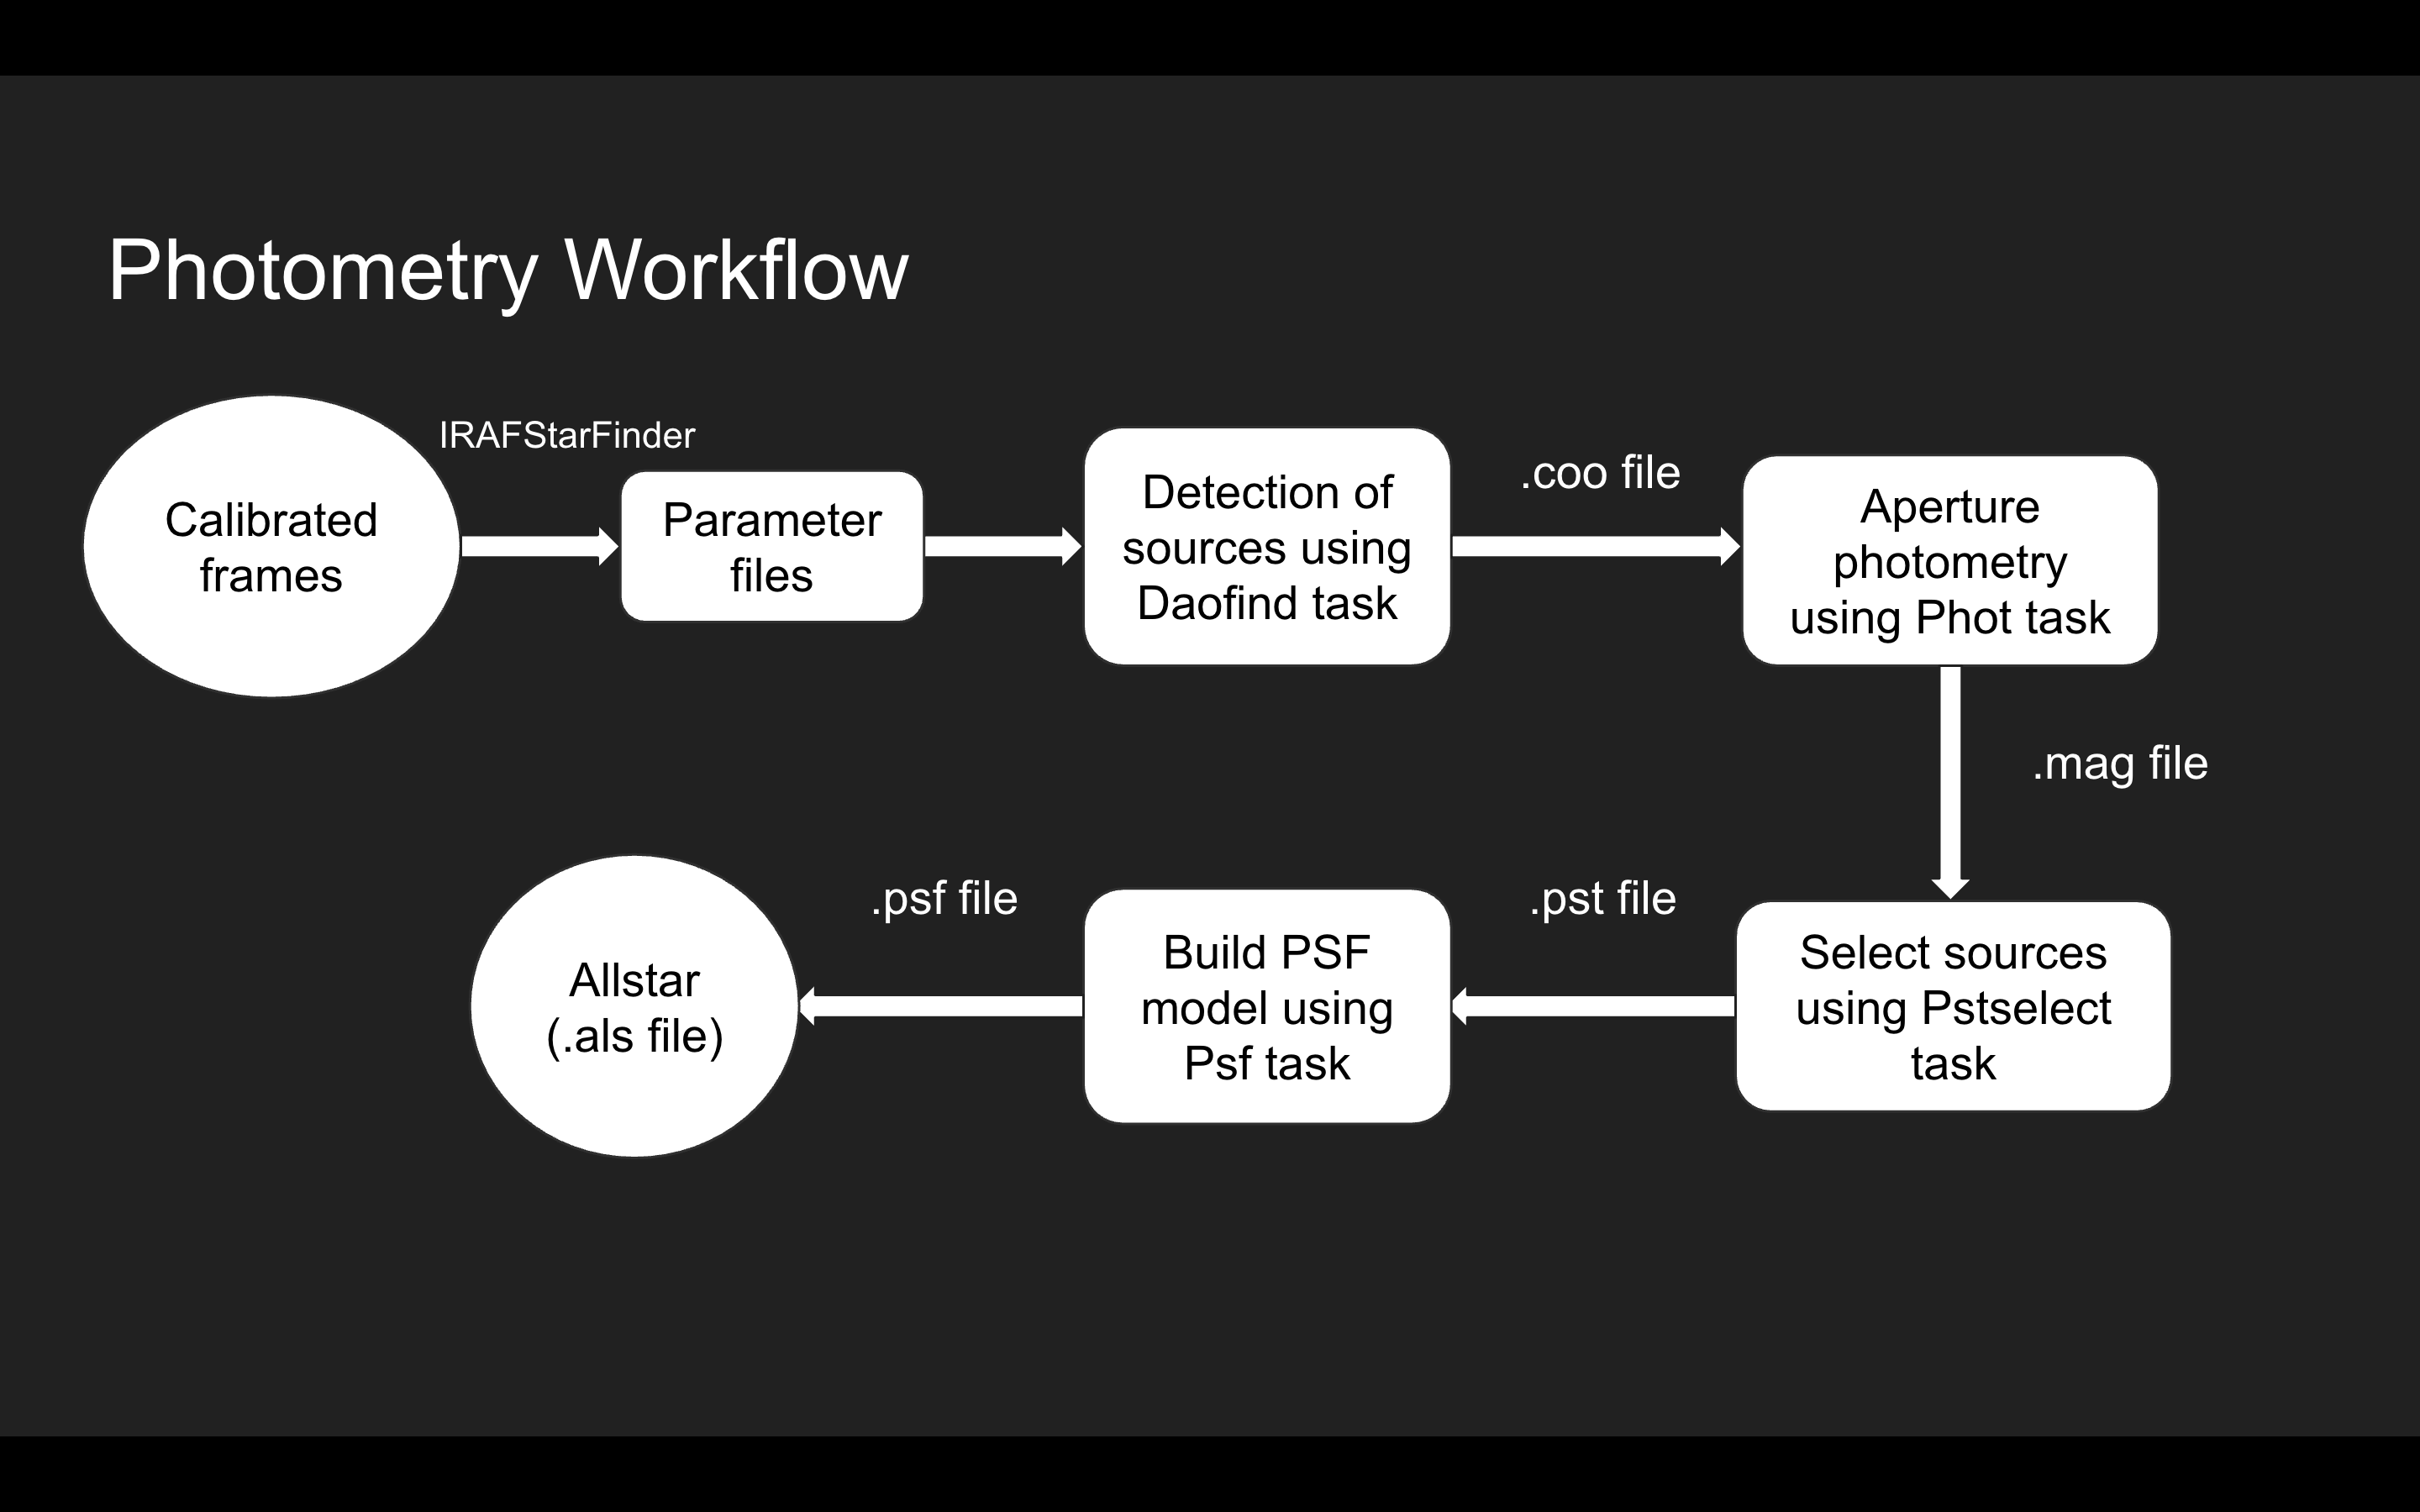 Photometry Workflow
IRAFStarFinder
Calibrated
frames
Parameter
files
Detection of
sources using
Daofind task
.coo file
Aperture
photometry
using Phot task
.mag file
Select sources
using Pstselect
task
.pst file
Build PSF
model using
Psf task
.psf file
Allstar
(.als file)